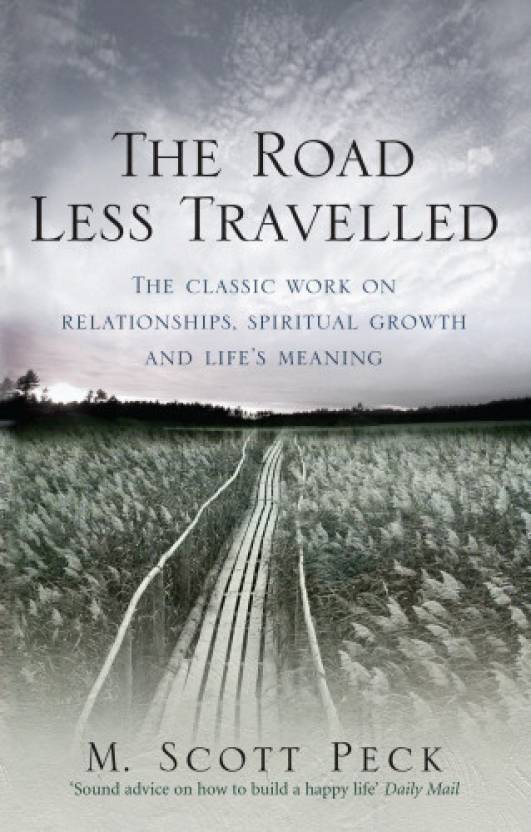 THE ROAD
LESS TRAVELLED
THE CLASSIC WORK ON
RELATIONSHIPS, SPIRITUAL GROWTH
AND LIFE'S MEANING
M. SCOTT PECK
'Sound advice on how to build a happy life' Daily Mail